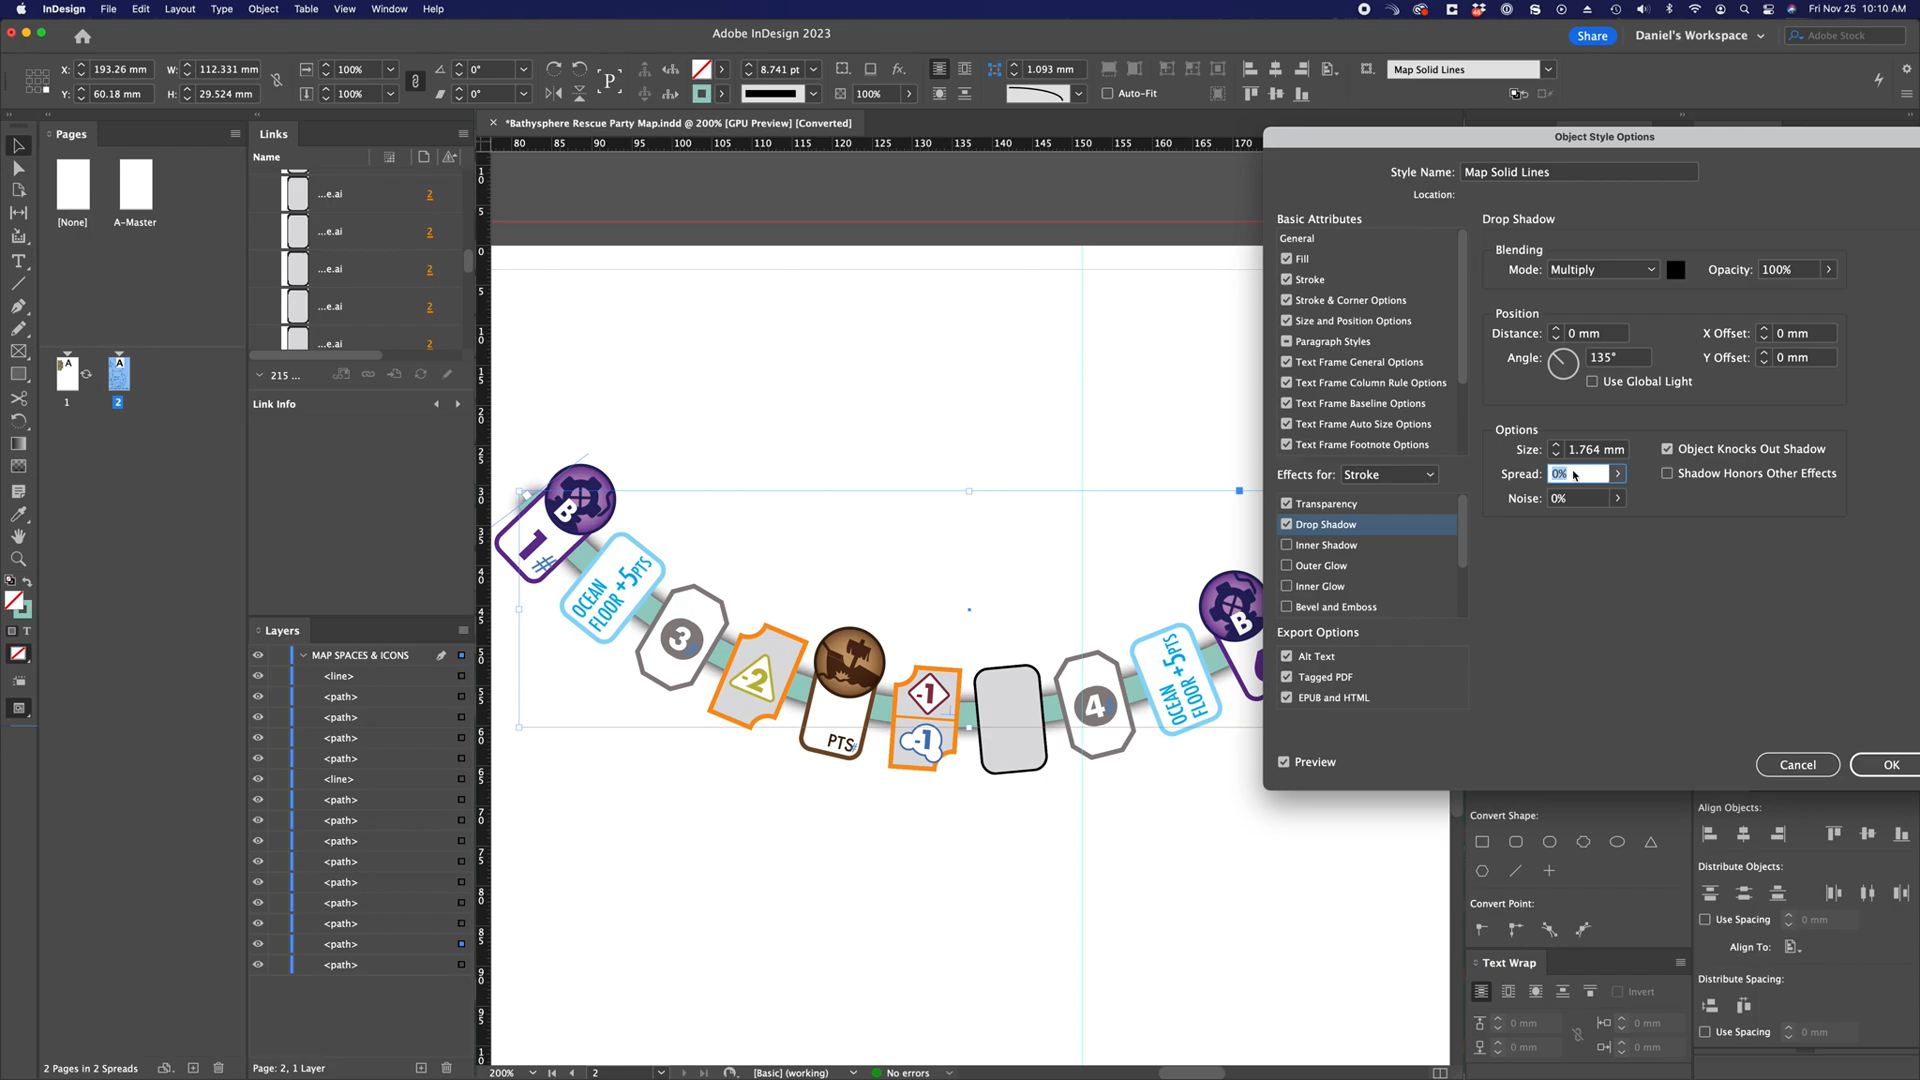 InDesign File Edit Layout Type Object Table View Window Help
Fri Nov 25 10:10 AM
Adobe InDesign 2023
Share Daniel's Workspace Adobe Stock
X: 193.26 mm W: 112.331 mm 100% 0° 8.741 pt 1.093 mm Map Solid Lines
Y: 60.18 mm H: 29.524 mm 100% 0° 100% Auto-Fit
Pages
[None] A-Master
A A
1 2
2 Pages in 2 Spreads
Links
Name
...e.ai 2
...e.ai 2
...e.ai 2
...e.ai 2
...e.ai 2
215 ...
Link Info
Layers
MAP SPACES & ICONS
<line>
<path>
<path>
<path>
<path>
<line>
<path>
<path>
<path>
<path>
<path>
<path>
<path>
<path>
<path>
Page: 2, 1 Layer
*Bathysphere Rescue Party Map.indd @ 200% [GPU Preview] [Converted]
80 85 90 95 100 105 110 115 120 125 130 135 140 145 150 155 160 165 170
B
1
#
OCEAN
FLOOR +5PTS
3
-2
PTS
-1
-1
4
OCEAN
FLOOR +5PTS
B
200% 2 [Basic] (working) No errors
Object Style Options
Style Name: Map Solid Lines
Location:
Basic Attributes
General
Fill
Stroke
Stroke & Corner Options
Size and Position Options
Paragraph Styles
Text Frame General Options
Text Frame Column Rule Options
Text Frame Baseline Options
Text Frame Auto Size Options
Text Frame Footnote Options
Effects for: Stroke
Transparency
Drop Shadow
Inner Shadow
Outer Glow
Inner Glow
Bevel and Emboss
Export Options
Alt Text
Tagged PDF
EPUB and HTML
Preview
Drop Shadow
Blending
Mode: Multiply Opacity: 100%
Position
Distance: 0 mm X Offset: 0 mm
Angle: 135° Y Offset: 0 mm
Use Global Light
Options
Size: 1.764 mm Object Knocks Out Shadow
Spread: 0% Shadow Honors Other Effects
Noise: 0%
Cancel OK
Convert Shape:
Convert Point:
Text Wrap
Invert
0 mm 0 mm
0 mm 0 mm
Align Objects:
Distribute Objects:
Use Spacing 0 mm
Align To:
Distribute Spacing:
Use Spacing 0 mm